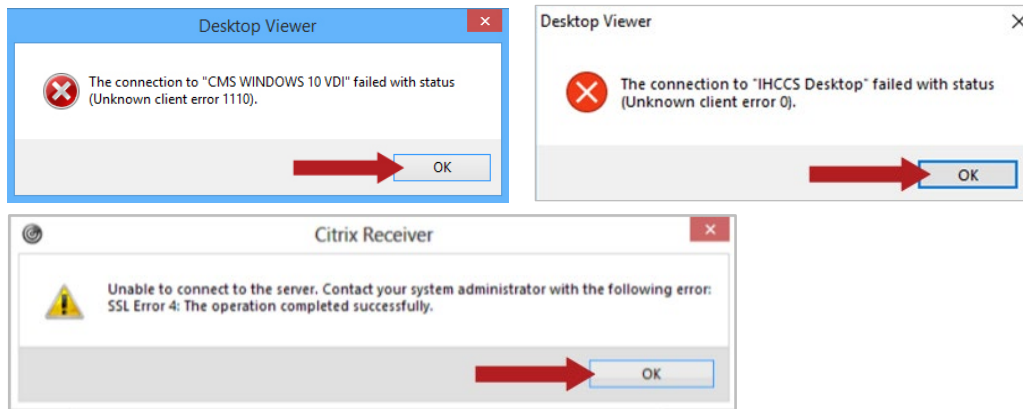 Desktop Viewer
The connection to "CMS WINDOWS 10 VDI" failed with status
(Unknown client error 1110).
OK
Desktop Viewer
The connection to "IHCCS Desktop" failed with status
(Unknown client error 0).
OK
Citrix Receiver
Unable to connect to the server. Contact your system administrator with the following error:
SSL Error 4: The operation completed successfully.
OK